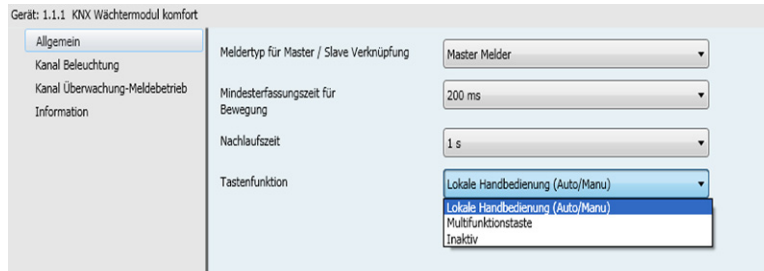 Gerät: 1.1.1 KNX Wächtermodul komfort
Allgemein
Kanal Beleuchtung
Kanal Überwachung-Meldebetrieb
Information
Meldertyp für Master / Slave Verknüpfung
Master Melder
Mindesterfassungszeit für
Bewegung
200 ms
Nachlaufszeit
1 s
Tastenfunktion
Lokale Handbedienung (Auto/Manu)
Lokale Handbedienung (Auto/Manu)
Multifunktionstaste
Inaktiv